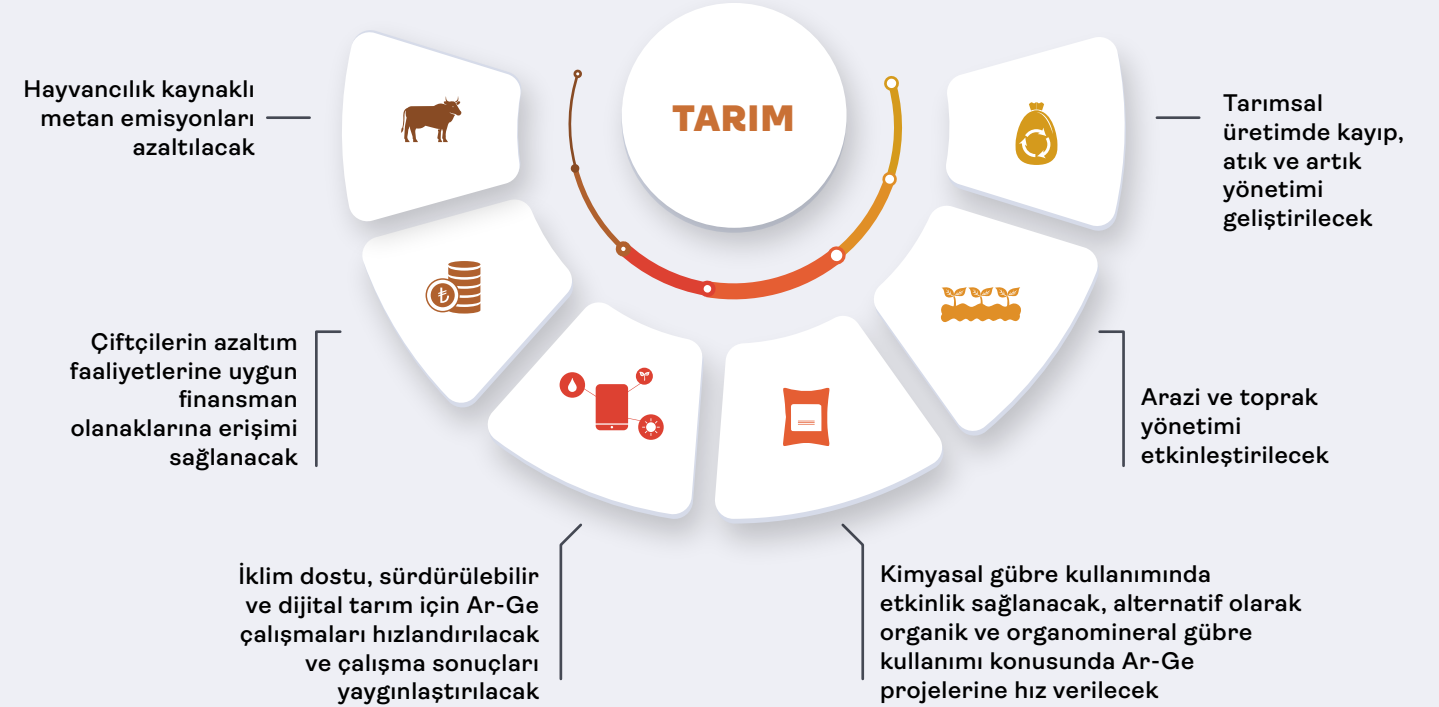 TARIM
Hayvancılık kaynaklı
metan emisyonları
azaltılacak
Çiftçilerin azaltım
faaliyetlerine uygun
finansman
olanaklarına erişimi
sağlanacak
İklim dostu, sürdürülebilir
ve dijital tarım için Ar-Ge
çalışmaları hızlandırılacak
ve çalışma sonuçları
yaygınlaştırılacak
Kimyasal gübre kullanımında
etkinlik sağlanacak, alternatif olarak
organik ve organomineral gübre
kullanımı konusunda Ar-Ge
projelerine hız verilecek
Arazi ve toprak
yönetimi
etkinleştirilecek
Tarımsal
üretimde kayıp,
atık ve artık
yönetimi
geliştirilecek
₺